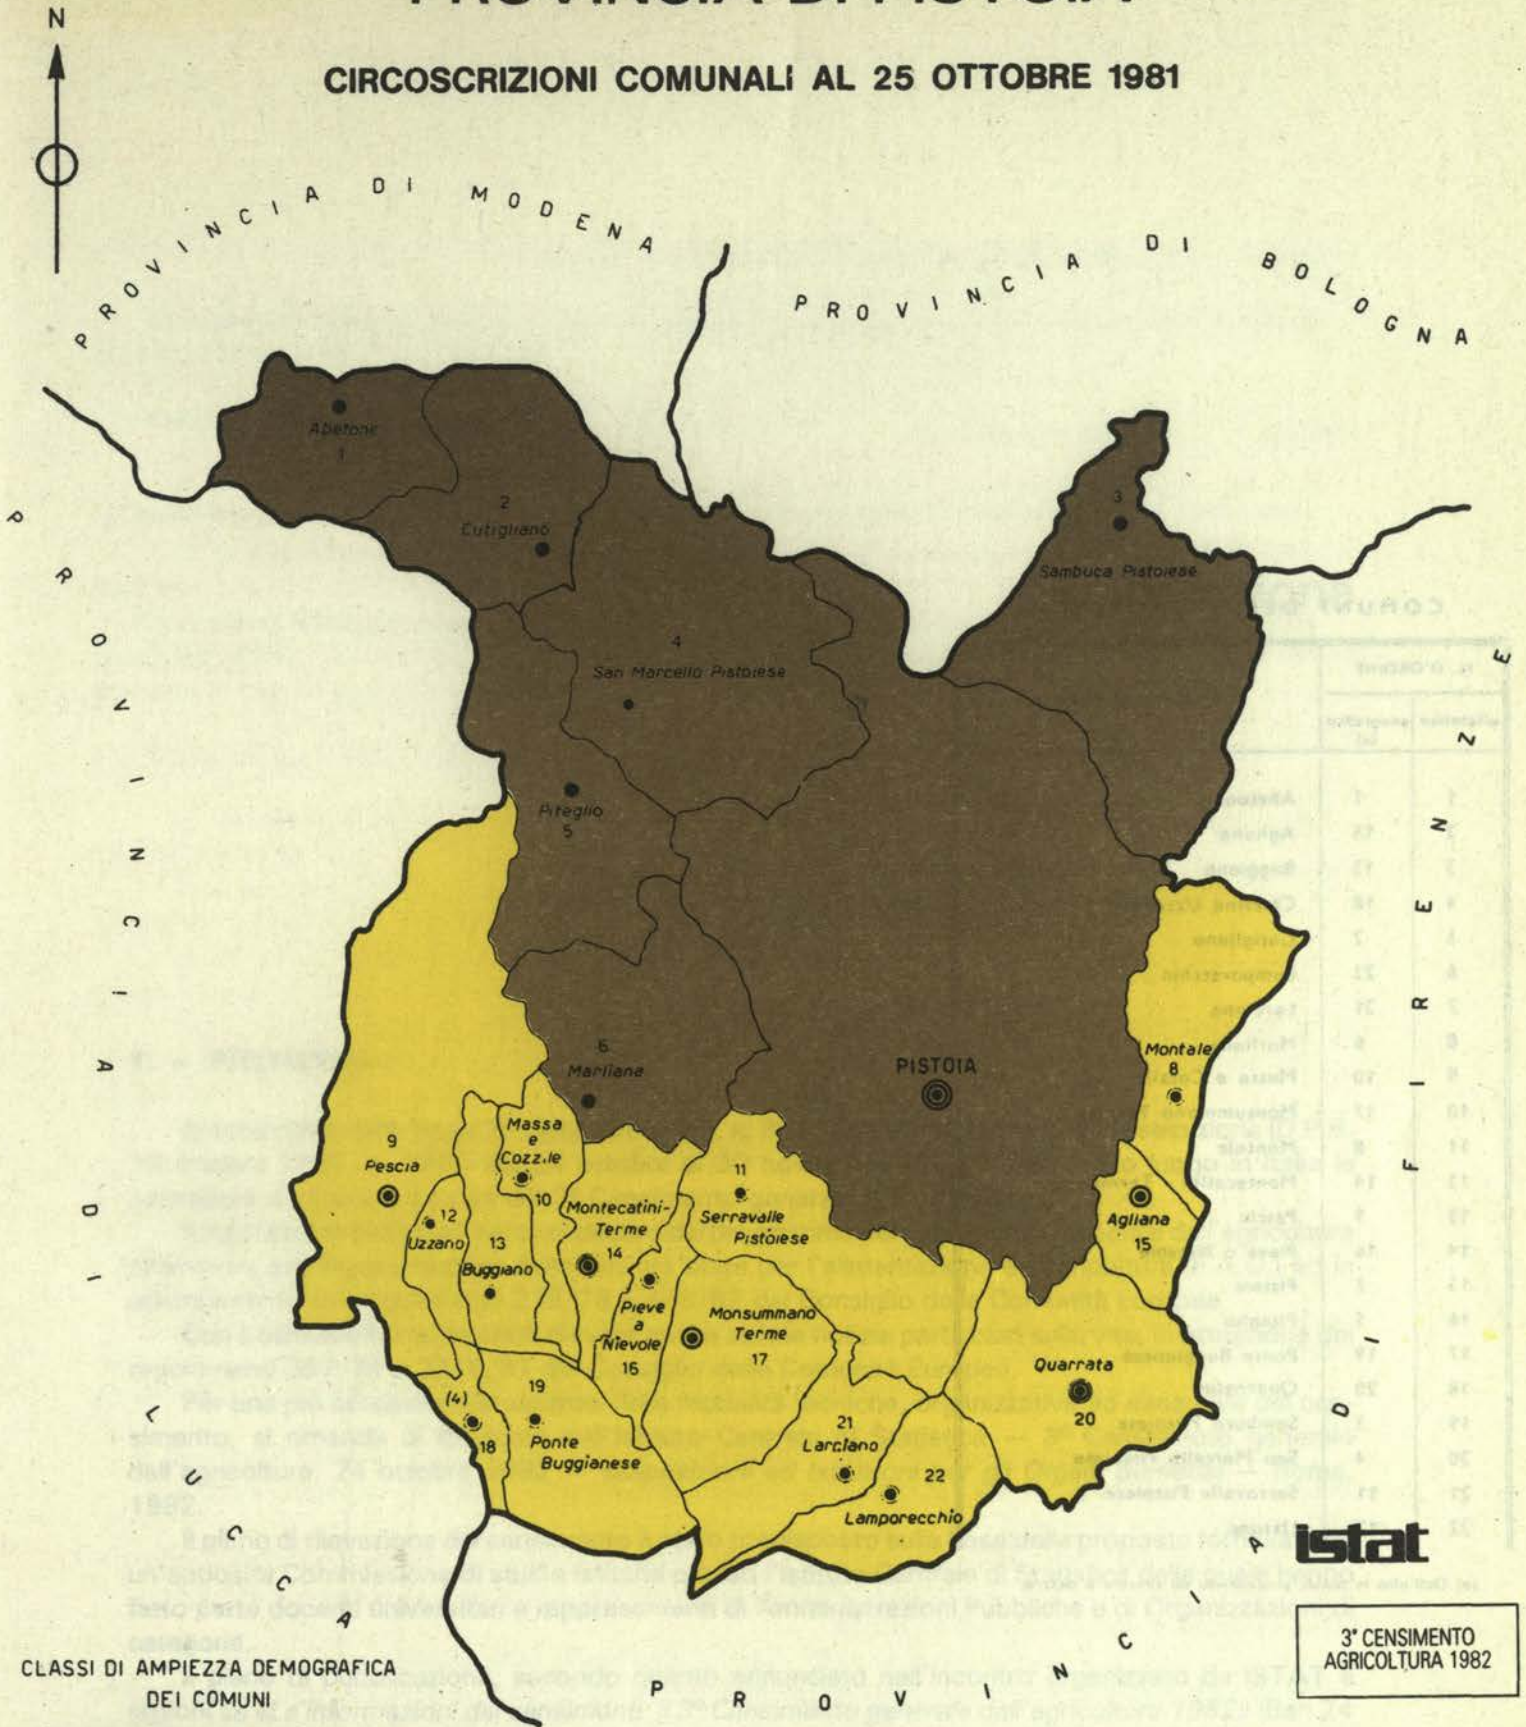 N
CIRCOSCRIZIONI COMUNALI AL 25 OTTOBRE 1981
PROVINCIA DI MODENA
PROVINCIA DI BOLOGNA
PROVINCIA DI LUCCA
PROVINCIA DI FIRENZE
Abetone
1
2
Cutigliano
3
Sambuca Pistoiese
4
San Marcello Pistoiese
Piteglio
5
6
Marliana
PISTOIA
Montale
8
9
Pescia
Massa
e
Cozzile
10
11
Serravalle
Pistoiese
12
Uzzano
13
Buggiano
Montecatini-
Terme
14
Agliana
15
Pieve
a
Nievole
16
Monsummano
Terme
17
(4)
18
19
Ponte
Buggianese
Quarrata
20
21
Larciano
22
Lamporecchio
istat
3° CENSIMENTO
AGRICOLTURA 1982
CLASSI DI AMPIEZZA DEMOGRAFICA
DEI COMUNI